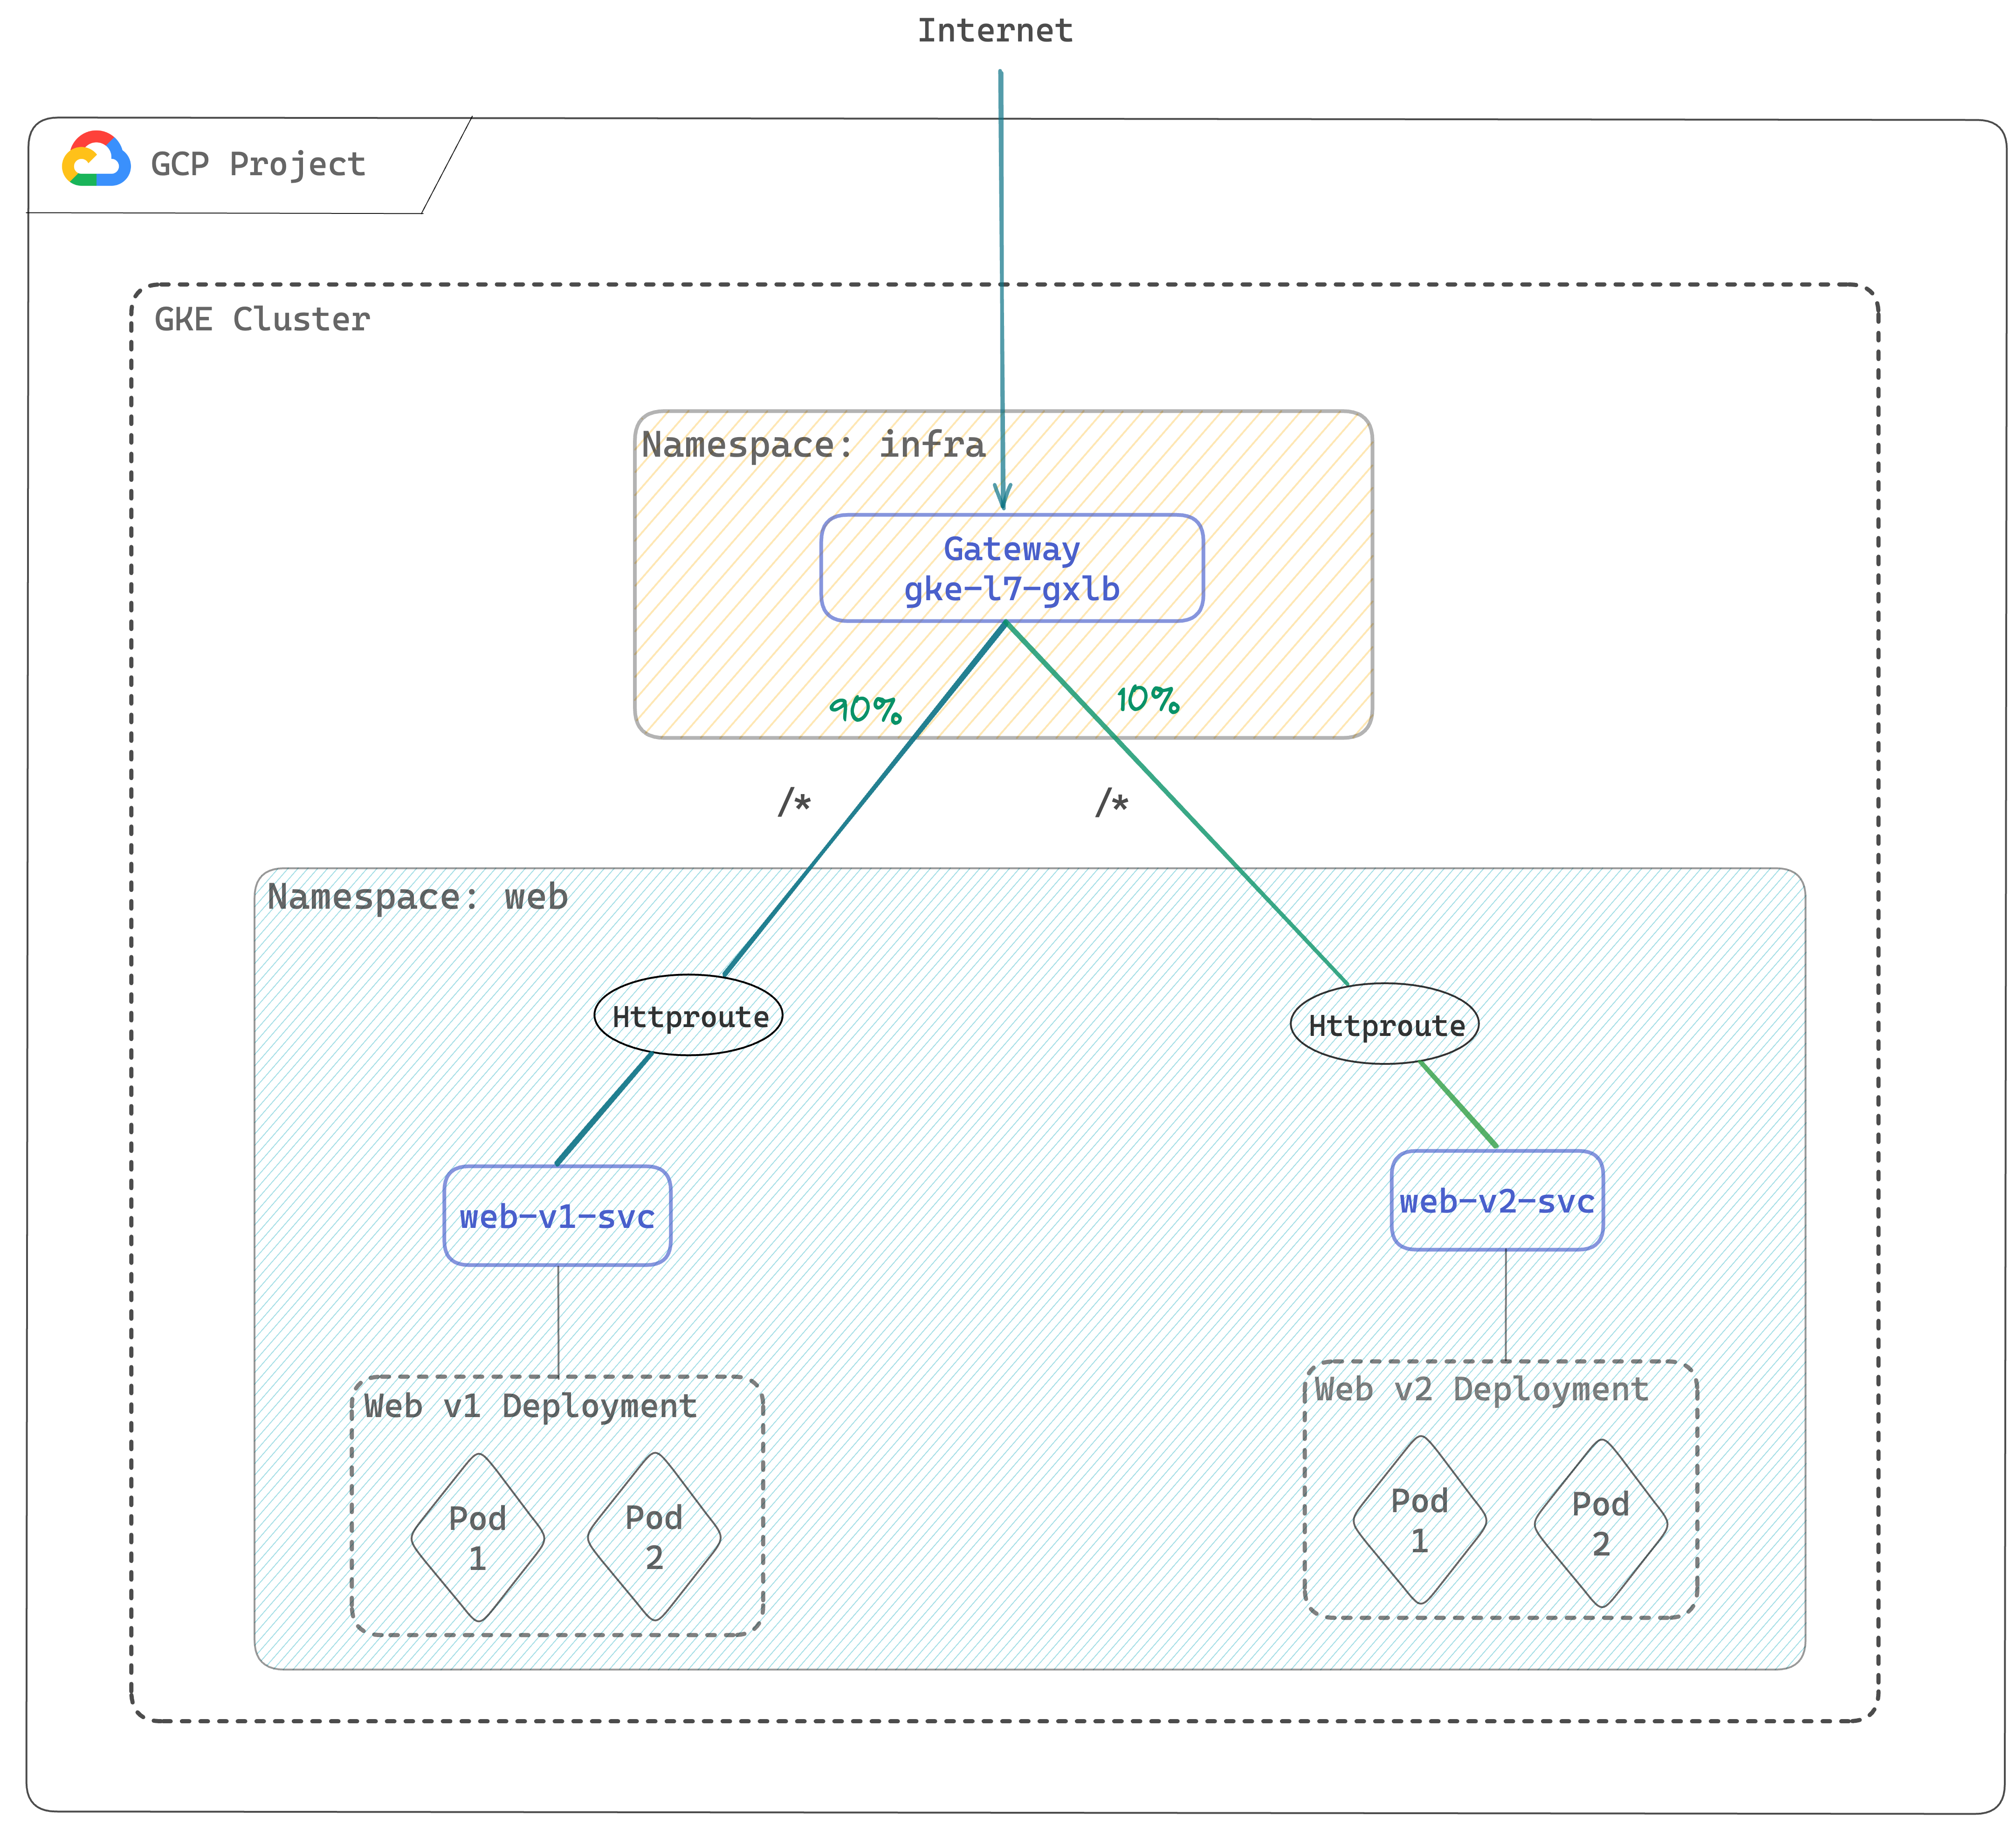 Internet
GCP Project
GKE Cluster
Namespace: infra
Gateway
gke-l7-gxlb
90%
10%
/*
/*
Namespace: web
Httproute
Httproute
web-v1-svc
web-v2-svc
Web v1 Deployment
Pod
1
Pod
2
Web v2 Deployment
Pod
1
Pod
2